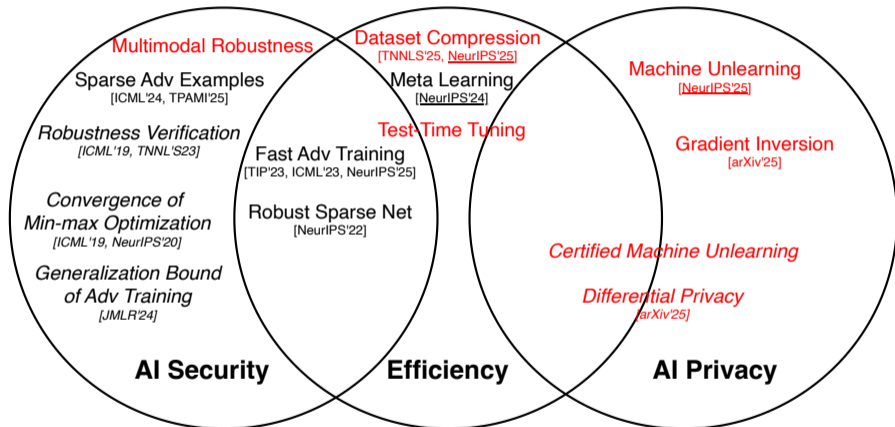 Multimodal Robustness
Sparse Adv Examples
[ICML'24, TPAMI'25]
Robustness Verification
[ICML'19, TNNL'S23]
Convergence of
Min-max Optimization
[ICML'19, NeurIPS'20]
Generalization Bound
of Adv Training
[JMLR'24]
AI Security
Fast Adv Training
[TIP'23, ICML'23, NeurIPS'25]
Robust Sparse Net
[NeurIPS'22]
Dataset Compression
[TNNLS'25, NeurIPS'25]
Meta Learning
[NeurIPS'24]
Test-Time Tuning
Efficiency
Machine Unlearning
[NeurIPS'25]
Gradient Inversion
[arXiv'25]
Certified Machine Unlearning
Differential Privacy
[arXiv'25]
AI Privacy